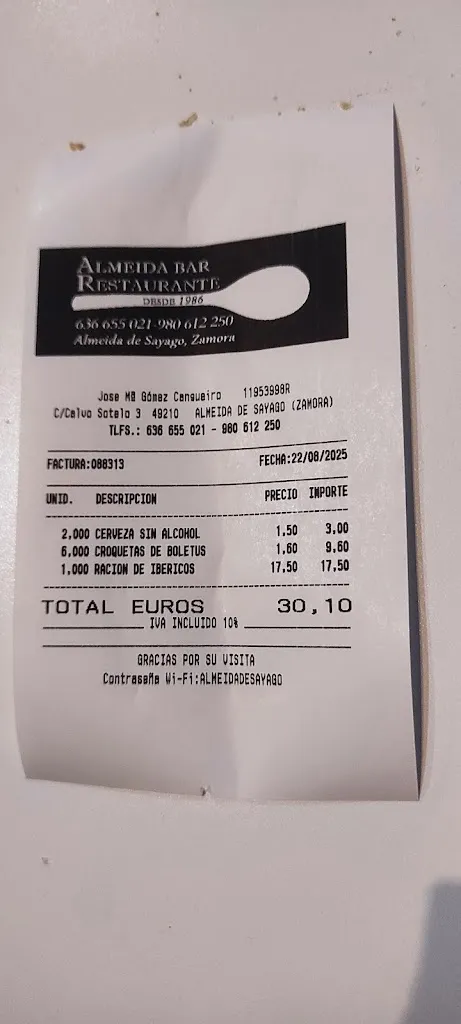 ALMEIDA BAR
RESTAURANTE
DESDE 1986
636 655 021-980 612 250
Almeida de Sayago, Zamora
Jose Mª Gómez Cangueiro 11953998R
C/Calvo Sotelo 3 49210 ALMEIDA DE SAYAGO (ZAMORA)
TLFS.: 636 655 021 - 980 612 250
FACTURA:088313 FECHA:22/08/2025
UNID. DESCRIPCION PRECIO IMPORTE
2,000 CERVEZA SIN ALCOHOL 1,50 3,00
6,000 CROQUETAS DE BOLETUS 1,60 9,60
1,000 RACION DE IBERICOS 17,50 17,50
TOTAL EUROS 30,10
IVA INCLUIDO 10%
GRACIAS POR SU VISITA
Contraseña Wi-Fi:ALMEIDADESAYAGO